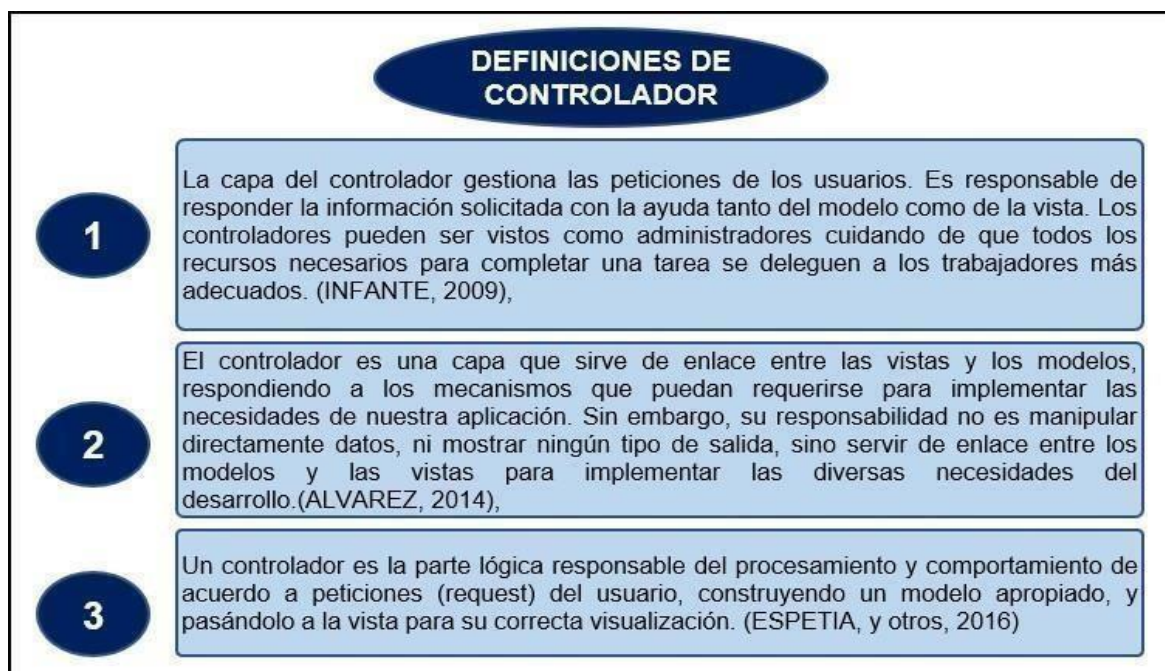 DEFINICIONES DE
CONTROLADOR
1
La capa del controlador gestiona las peticiones de los usuarios. Es responsable de
responder la información solicitada con la ayuda tanto del modelo como de la vista. Los
controladores pueden ser vistos como administradores cuidando de que todos los
recursos necesarios para completar una tarea se deleguen a los trabajadores más
adecuados. (INFANTE, 2009),
2
El controlador es una capa que sirve de enlace entre las vistas y los modelos,
respondiendo a los mecanismos que puedan requerirse para implementar las
necesidades de nuestra aplicación. Sin embargo, su responsabilidad no es manipular
directamente datos, ni mostrar ningún tipo de salida, sino servir de enlace entre los
modelos y las vistas para implementar las diversas necesidades del
desarrollo.(ALVAREZ, 2014),
3
Un controlador es la parte lógica responsable del procesamiento y comportamiento de
acuerdo a peticiones (request) del usuario, construyendo un modelo apropiado, y
pasándolo a la vista para su correcta visualización. (ESPETIA, y otros, 2016)